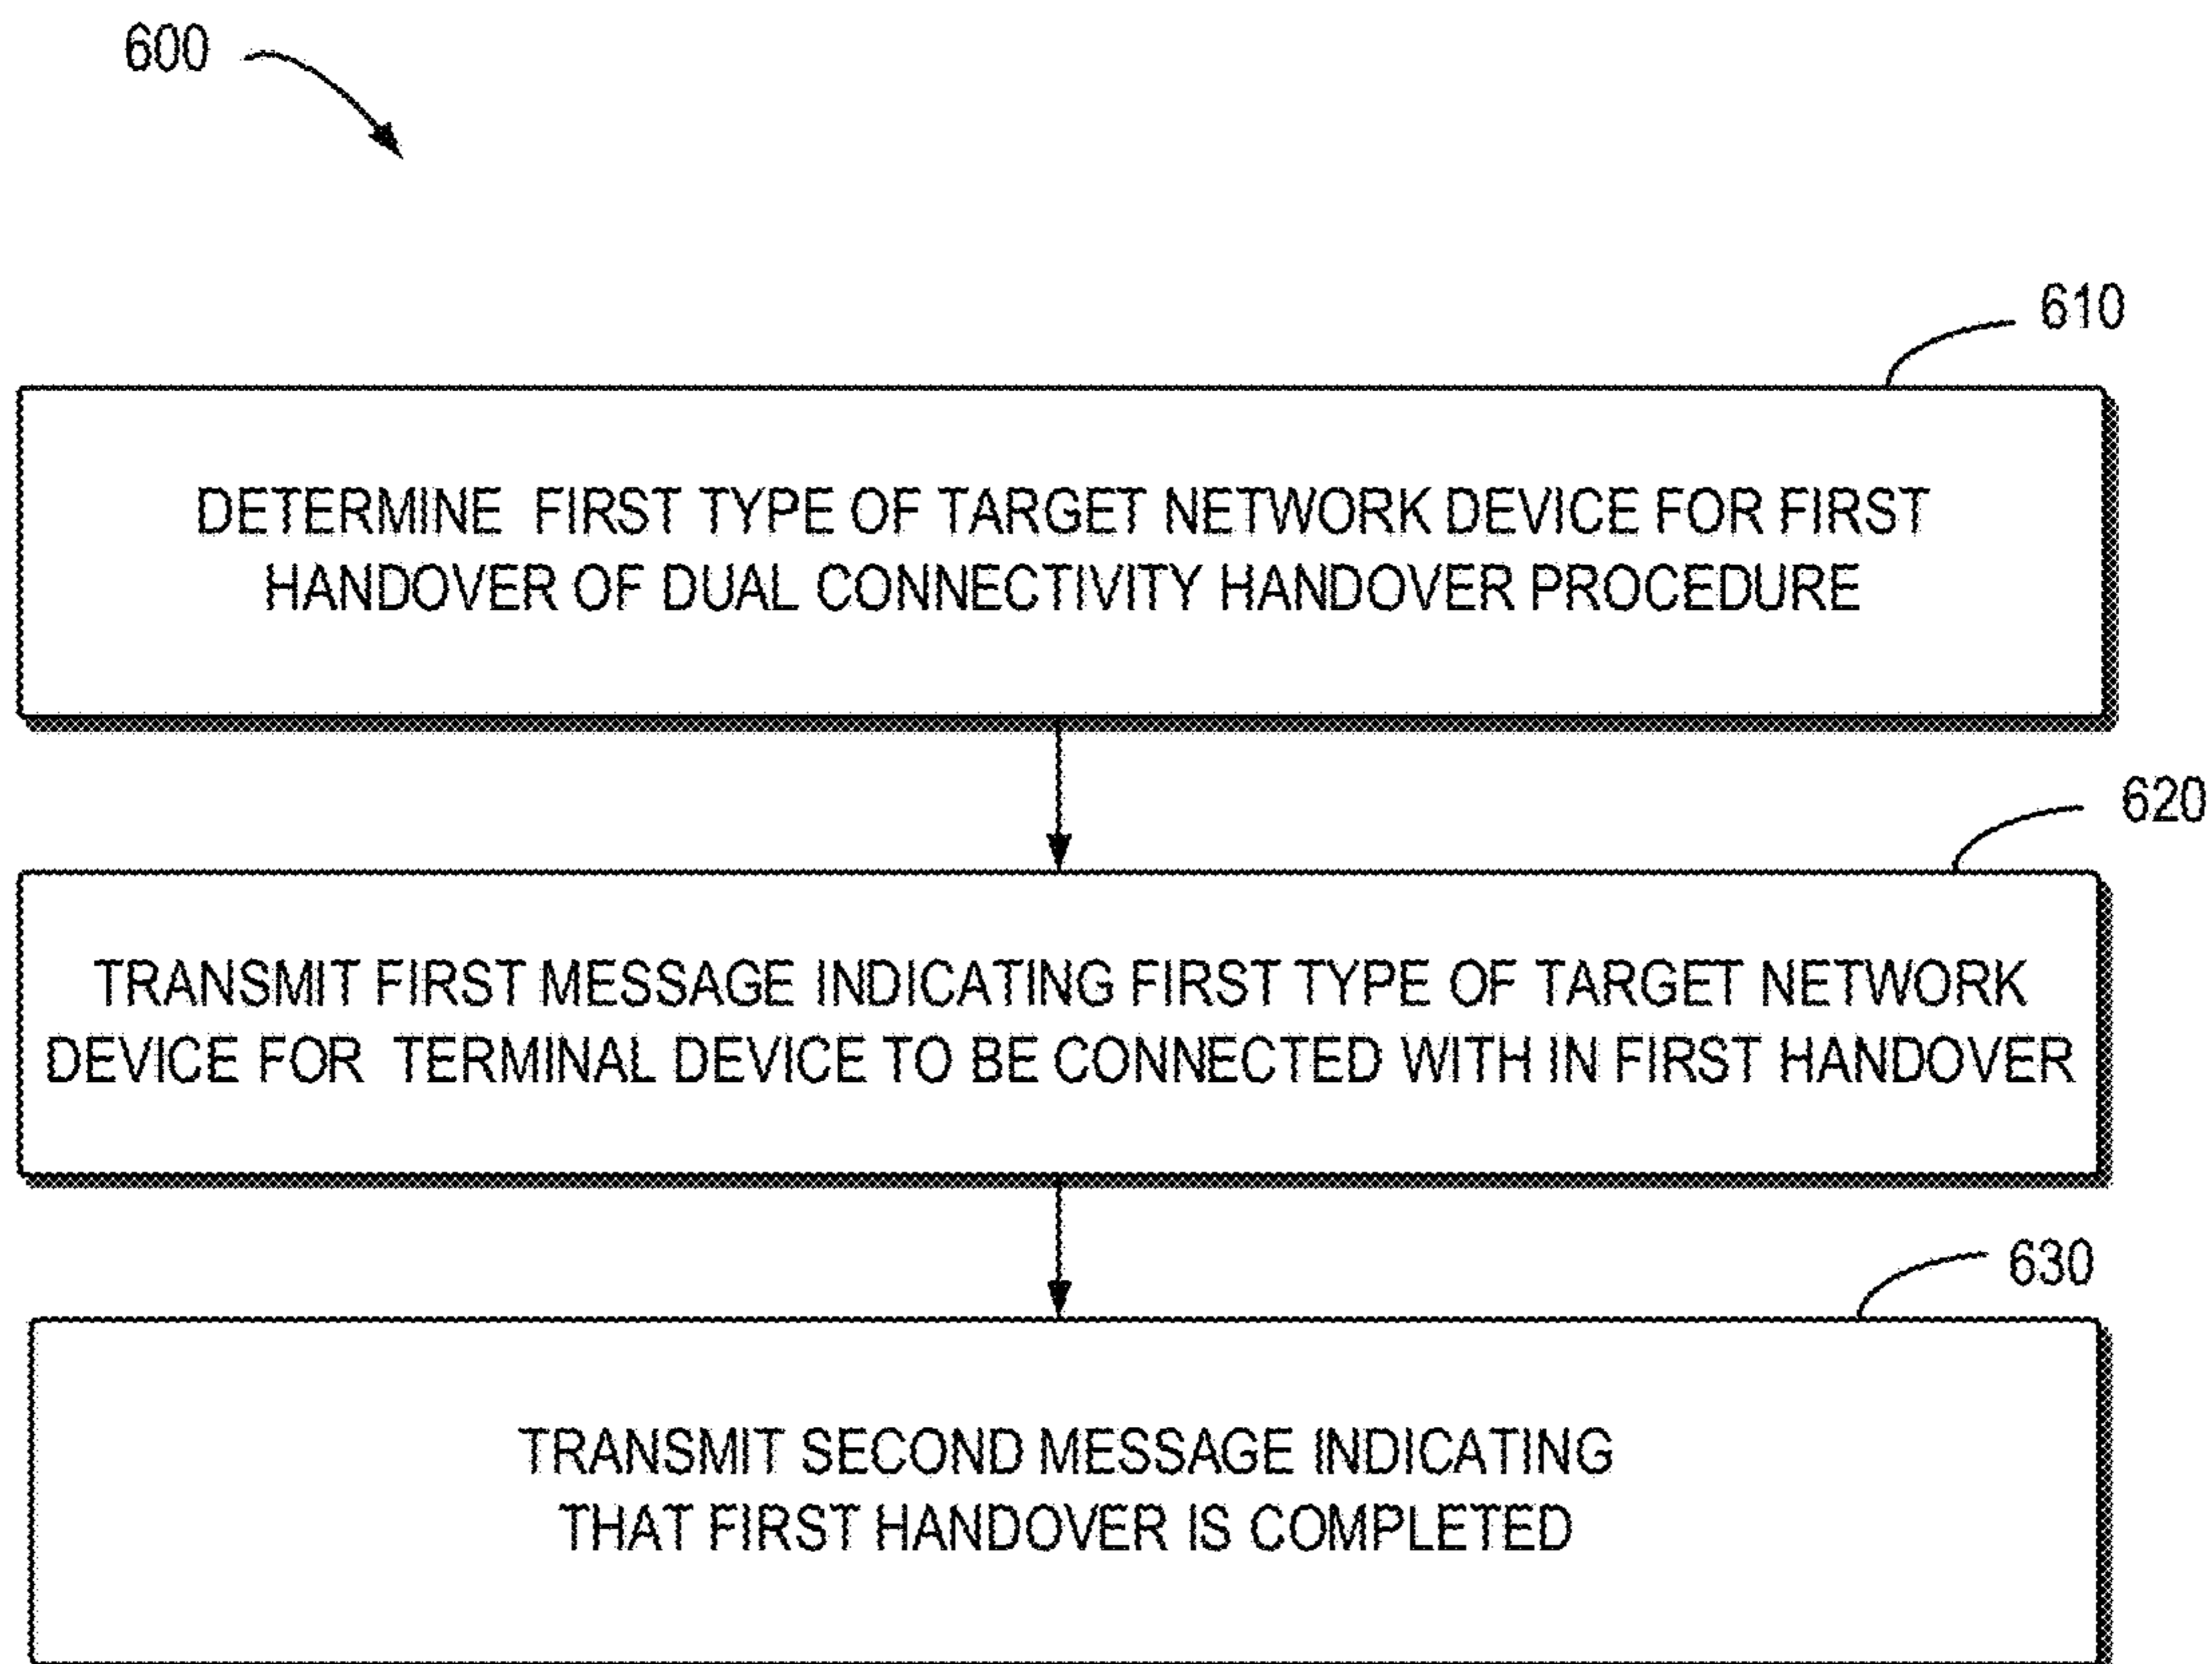 600
610
DETERMINE FIRST TYPE OF TARGET NETWORK DEVICE FOR FIRST
HANDOVER OF DUAL CONNECTIVITY HANDOVER PROCEDURE
620
TRANSMIT FIRST MESSAGE INDICATING FIRST TYPE OF TARGET NETWORK
DEVICE FOR TERMINAL DEVICE TO BE CONNECTED WITH IN FIRST HANDOVER
630
TRANSMIT SECOND MESSAGE INDICATING
THAT FIRST HANDOVER IS COMPLETED